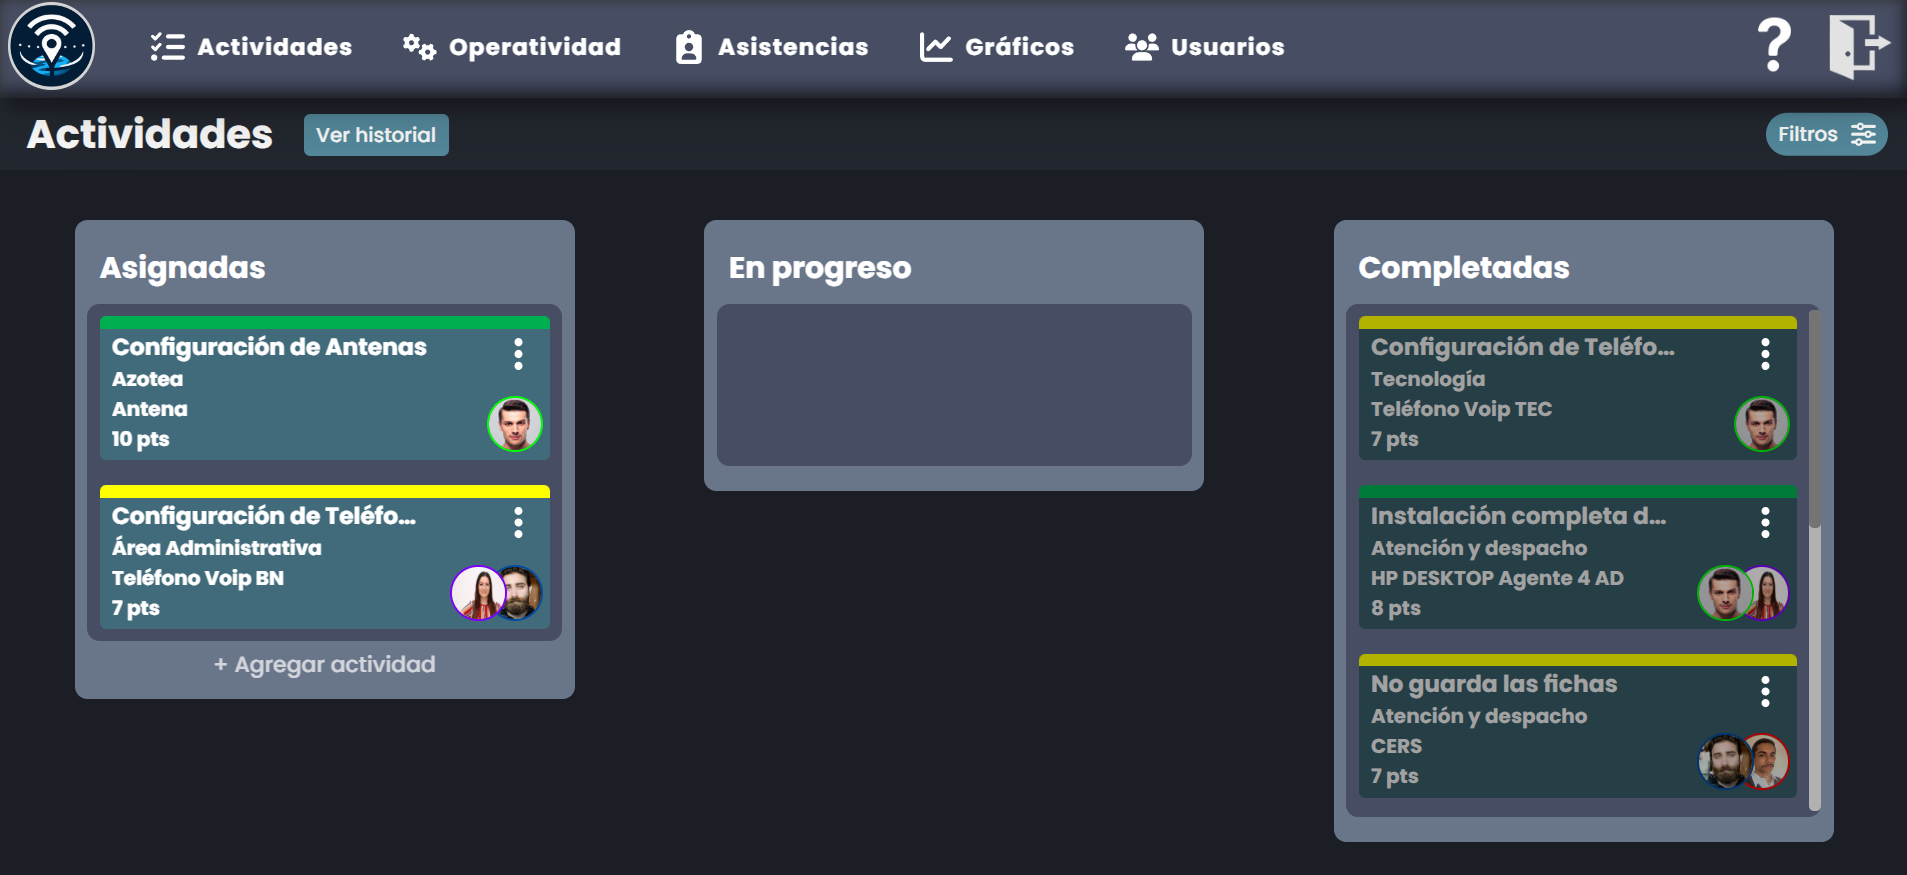 Actividades
Operatividad
Asistencias
Gráficos
Usuarios
?
Actividades
Ver historial
Filtros
Asignadas
Configuración de Antenas
Azotea
Antena
10 pts
Configuración de Teléfo...
Área Administrativa
Teléfono Voip BN
7 pts
+ Agregar actividad
En progreso
Completadas
Configuración de Teléfo...
Tecnología
Teléfono Voip TEC
7 pts
Instalación completa d...
Atención y despacho
HP DESKTOP Agente 4 AD
8 pts
No guarda las fichas
Atención y despacho
CERS
7 pts